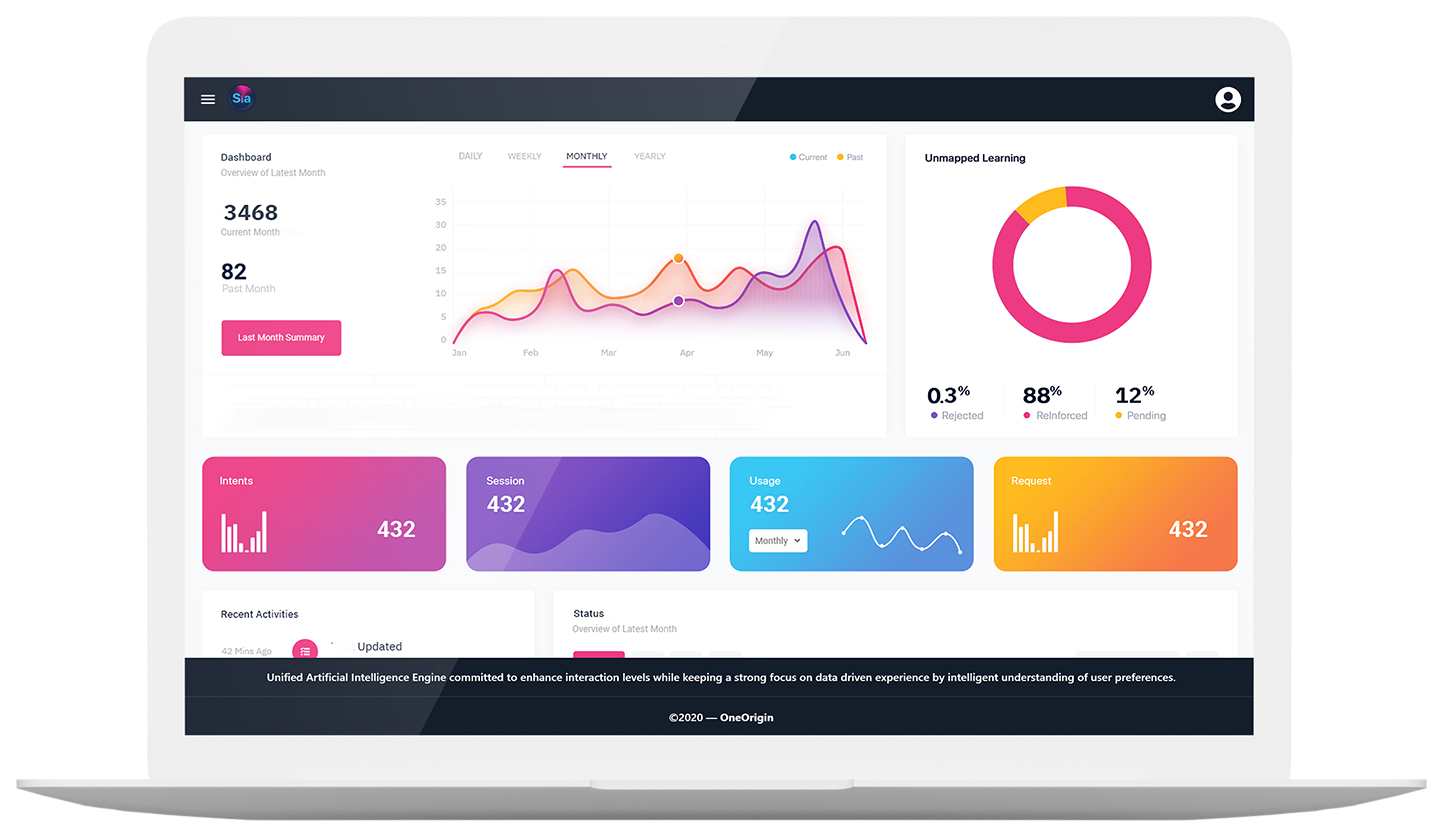 Sia
Dashboard
Overview of Latest Month
3468
Current Month
82
Past Month
Last Month Summary
DAILY WEEKLY MONTHLY YEARLY
Current Past
35
30
20
15
10
5
0
Jan Feb Mar Apr May Jun
Unmapped Learning
0.3% 88% 12%
Rejected ReInforced Pending
Intents
432
Session
432
Usage
432
Monthly
Request
432
Recent Activities
42 Mins Ago Updated
Status
Overview of Latest Month
Unified Artificial Intelligence Engine committed to enhance interaction levels while keeping a strong focus on data driven experience by intelligent understanding of user preferences.
©2020 — OneOrigin